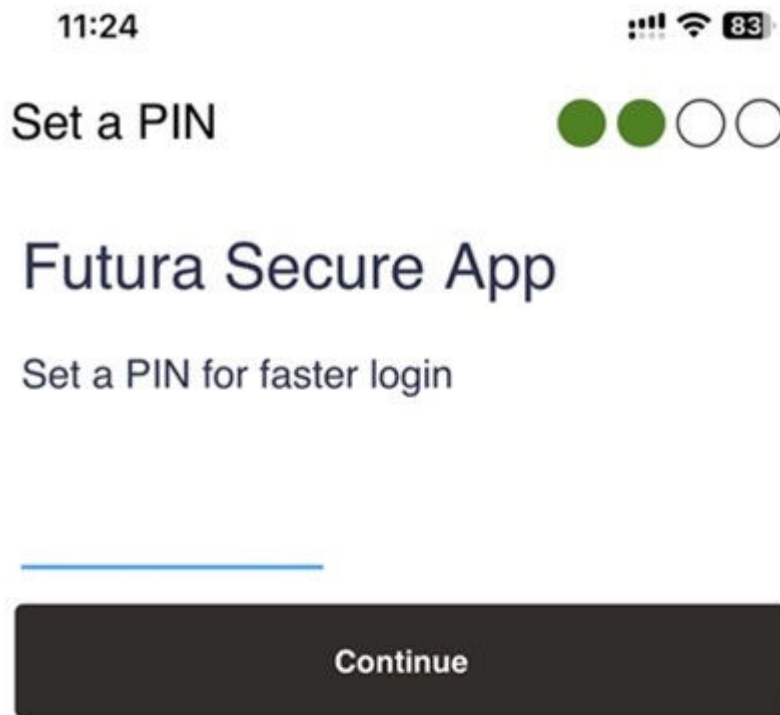 11:24
83
Set a PIN
Futura Secure App
Set a PIN for faster login
Continue